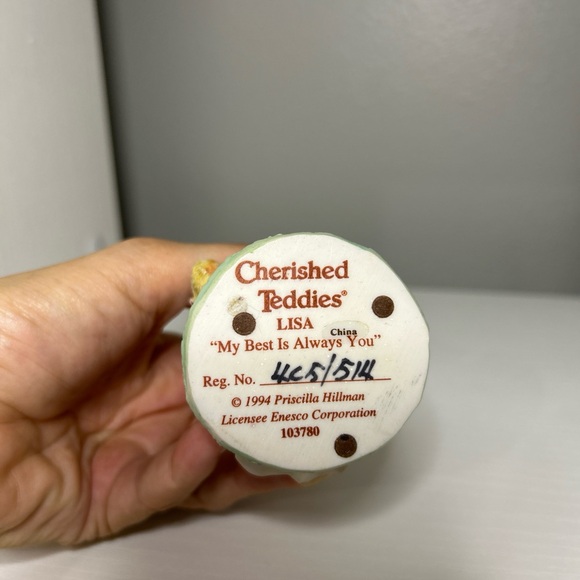 Cherished
Teddies®
LISA
China
"My Best Is Always You"
Reg. No. 4C5/514
© 1994 Priscilla Hillman
Licensee Enesco Corporation
103780